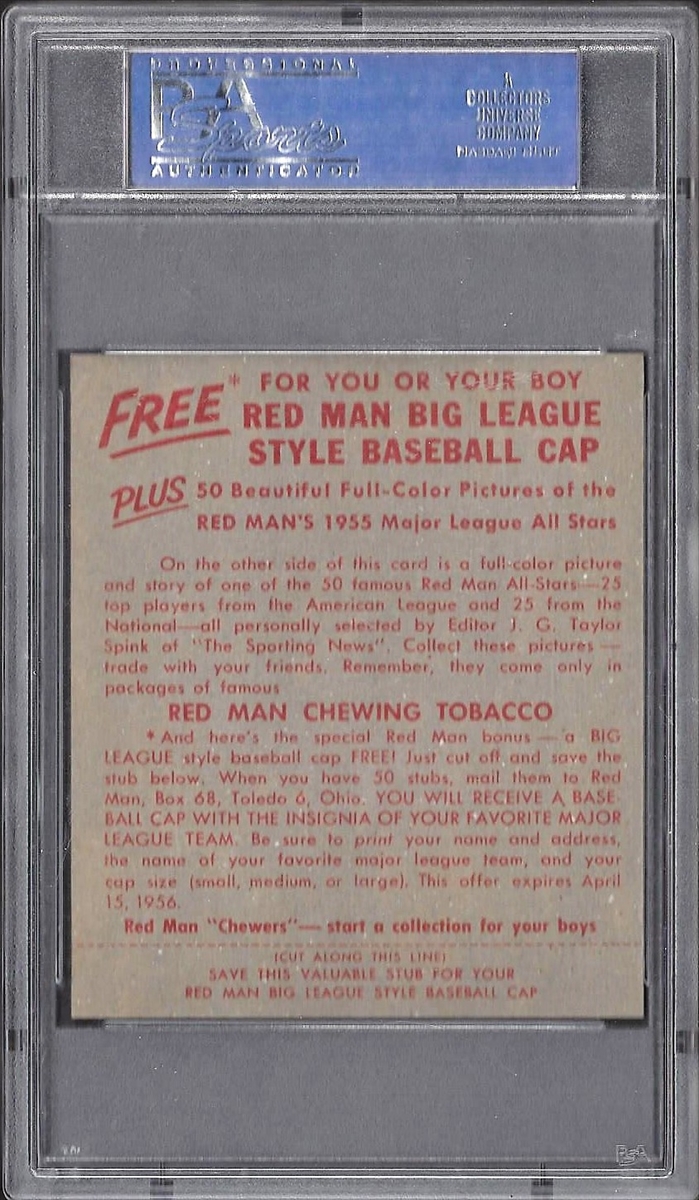 PROFESSIONAL
PSA
Sports
AUTHENTICATOR
A
COLLECTORS
UNIVERSE
COMPANY
NASDAQ: CLCT
FREE* FOR YOU OR YOUR BOY
RED MAN BIG LEAGUE
STYLE BASEBALL CAP
PLUS 50 Beautiful Full-Color Pictures of the
RED MAN'S 1955 Major League All Stars
On the other side of this card is a full-color picture
and story of one of the 50 famous Red Man All-Stars—25
top players from the American League and 25 from the
National—all personally selected by Editor J. G. Taylor
Spink of "The Sporting News". Collect these pictures —
trade with your friends. Remember, they come only in
packages of famous
RED MAN CHEWING TOBACCO
*And here's the special Red Man bonus — a BIG
LEAGUE style baseball cap FREE! Just cut off and save the
stub below. When you have 50 stubs, mail them to Red
Man, Box 68, Toledo 6, Ohio. YOU WILL RECEIVE A BASE-
BALL CAP WITH THE INSIGNIA OF YOUR FAVORITE MAJOR
LEAGUE TEAM. Be sure to print your name and address,
the name of your favorite major league team, and your
cap size (small, medium, or large). This offer expires April
15, 1956.
Red Man "Chewers"— start a collection for your boys
(CUT ALONG THIS LINE)
SAVE THIS VALUABLE STUB FOR YOUR
RED MAN BIG LEAGUE STYLE BASEBALL CAP
PSA